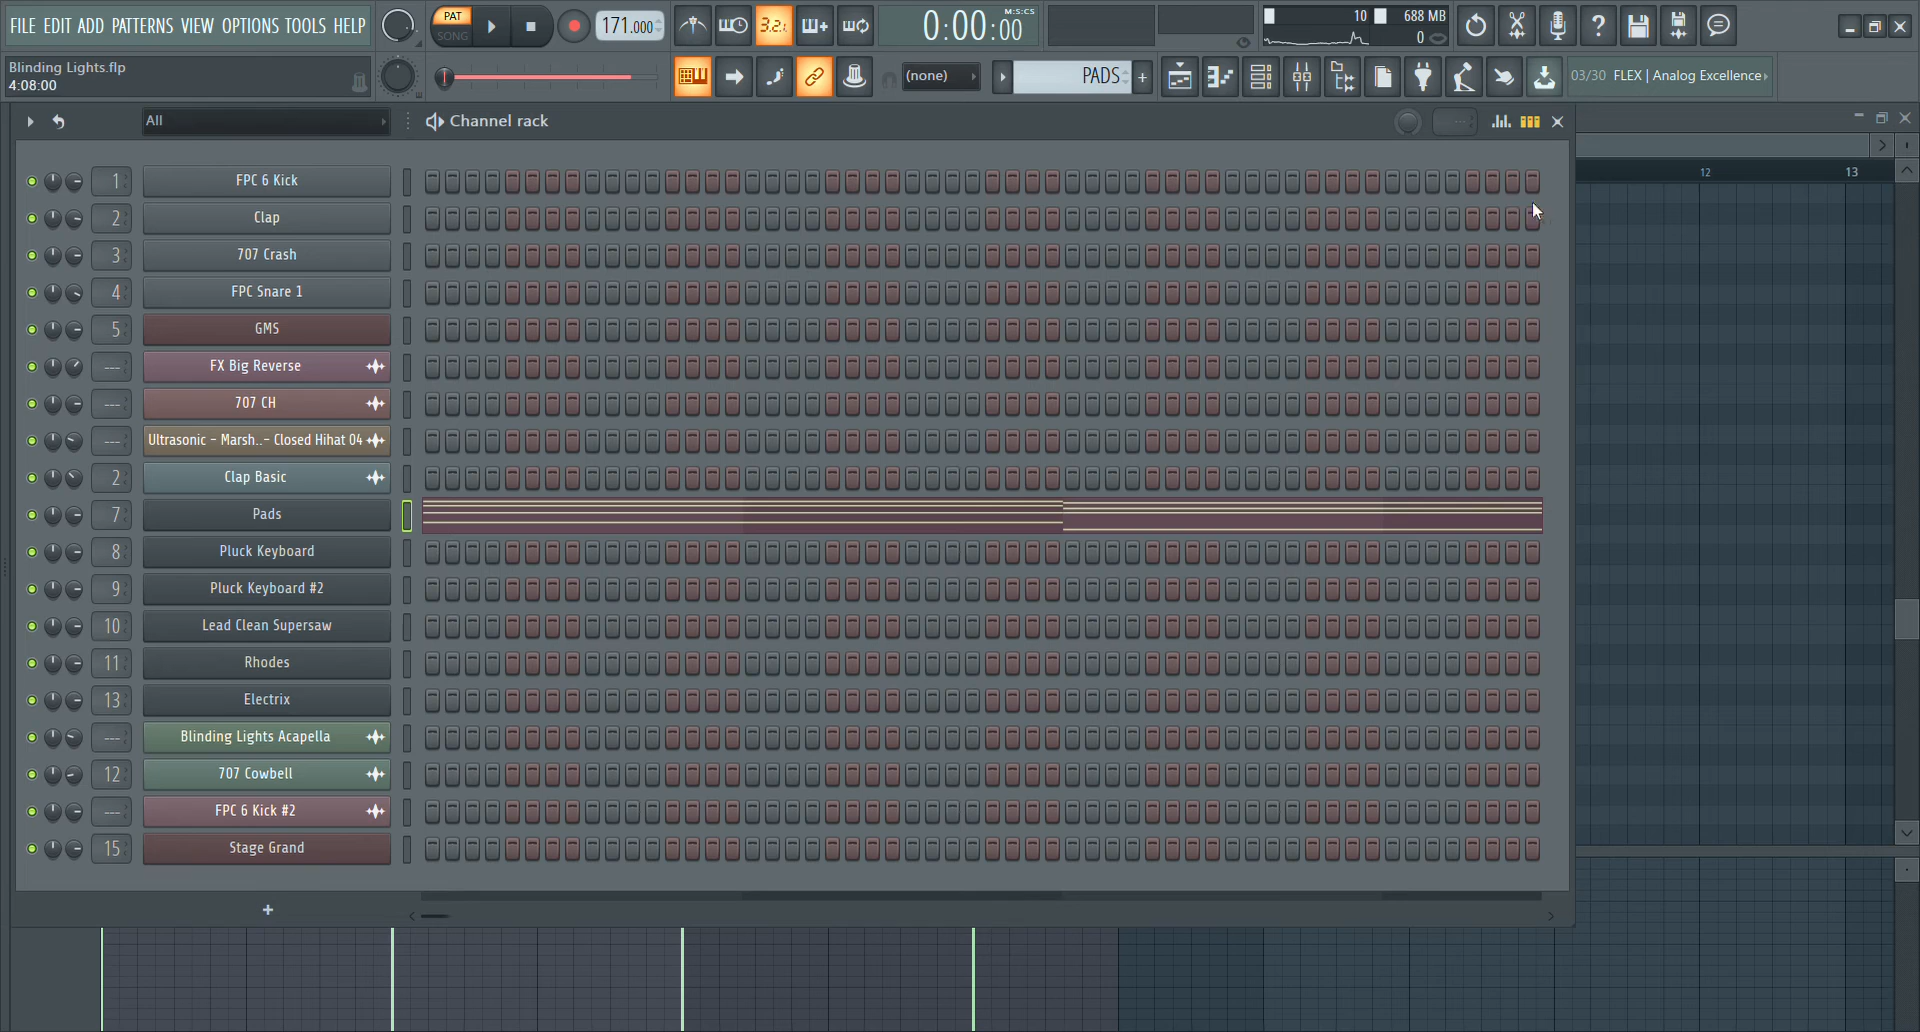 FILE EDIT ADD PATTERNS VIEW OPTIONS TOOLS HELP
PAT
SONG
171.000
3.2.
0:00:00
M:S:CS
10
688 MB
0
Blinding Lights.flp
4:08:00
(none)
PADS
+
03/30 FLEX | Analog Excellence
All
Channel rack
12
13
1 FPC 6 Kick
2 Clap
3 707 Crash
4 FPC Snare 1
5 GMS
--- FX Big Reverse
--- 707 CH
--- Ultrasonic - Marsh..- Closed Hihat 04
2 Clap Basic
7 Pads
8 Pluck Keyboard
9 Pluck Keyboard #2
10 Lead Clean Supersaw
11 Rhodes
13 Electrix
--- Blinding Lights Acapella
12 707 Cowbell
--- FPC 6 Kick #2
15 Stage Grand
+